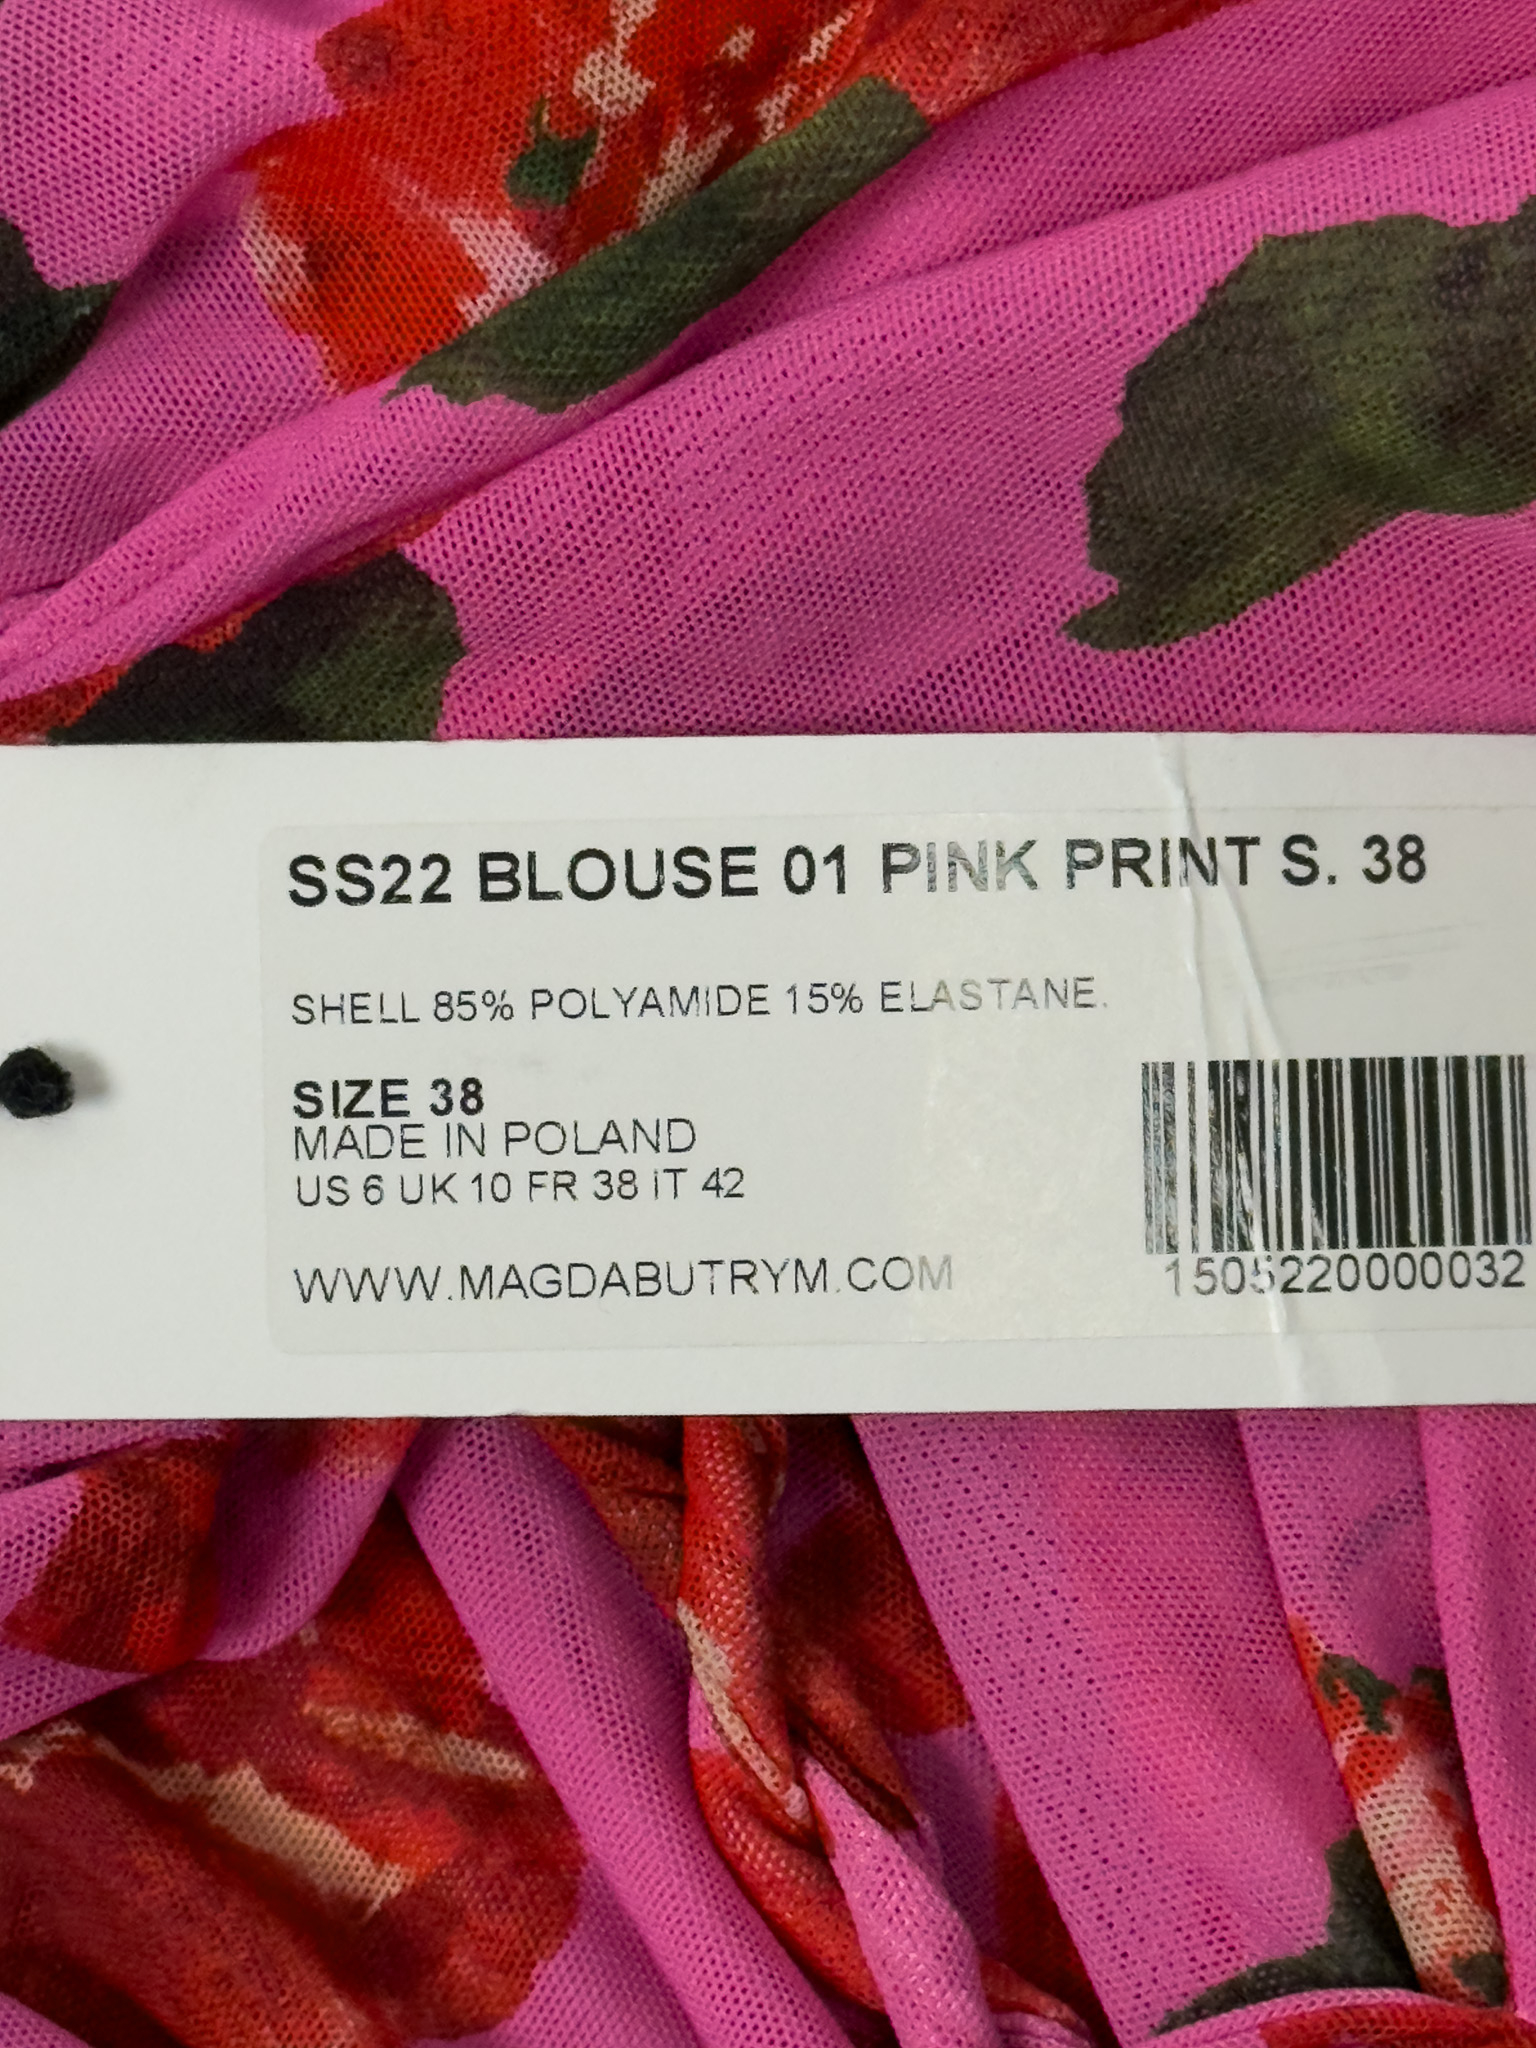 SS22 BLOUSE 01 PINK PRINT S. 38
SHELL 85% POLYAMIDE 15% ELASTANE.
SIZE 38
MADE IN POLAND
US 6 UK 10 FR 38 IT 42
WWW.MAGDABUTRYM.COM
1505220000032